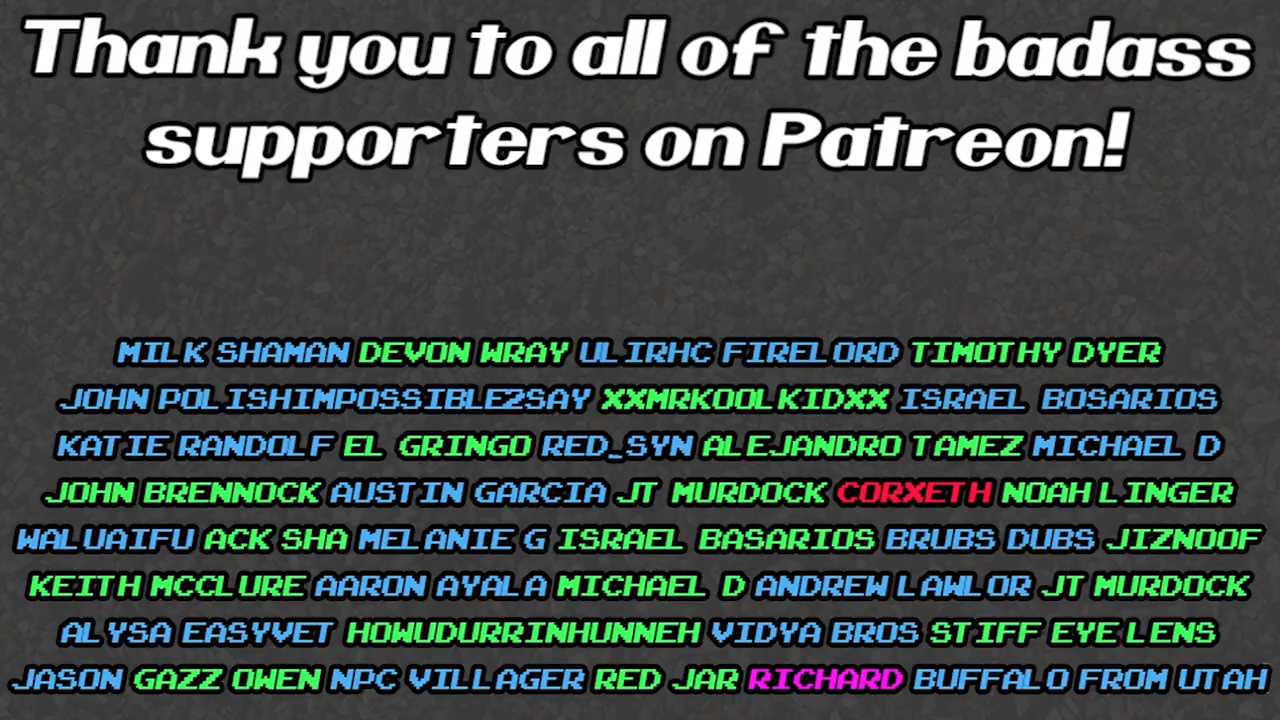 Thank you to all of the badass
supporters on Patreon!
MILK SHAMAN DEVON WRAY ULIRHC FIRELORD TIMOTHY DYER
JOHN POLISHIMPOSSIBLE2SAY XXMRKOOLKIDXX ISRAEL BOSARIOS
KATIE RANDOLF EL GRINGO RED_SYN ALEJANDRO TAMEZ MICHAEL D
JOHN BRENNOCK AUSTIN GARCIA JT MURDOCK CORXETH NOAH LINGER
WALUAIFU ACK SHA MELANIE G ISRAEL BASARIOS BRUBS DUBS JIZNOOF
KEITH MCCLURE AARON AYALA MICHAEL D ANDREW LAWLOR JT MURDOCK
ALYSA EASYVET HOWUDURRINHUNNEH VIDYA BROS STIFF EYE LENS
JASON GAZZ OWEN NPC VILLAGER RED JAR RICHARD BUFFALO FROM UTAH